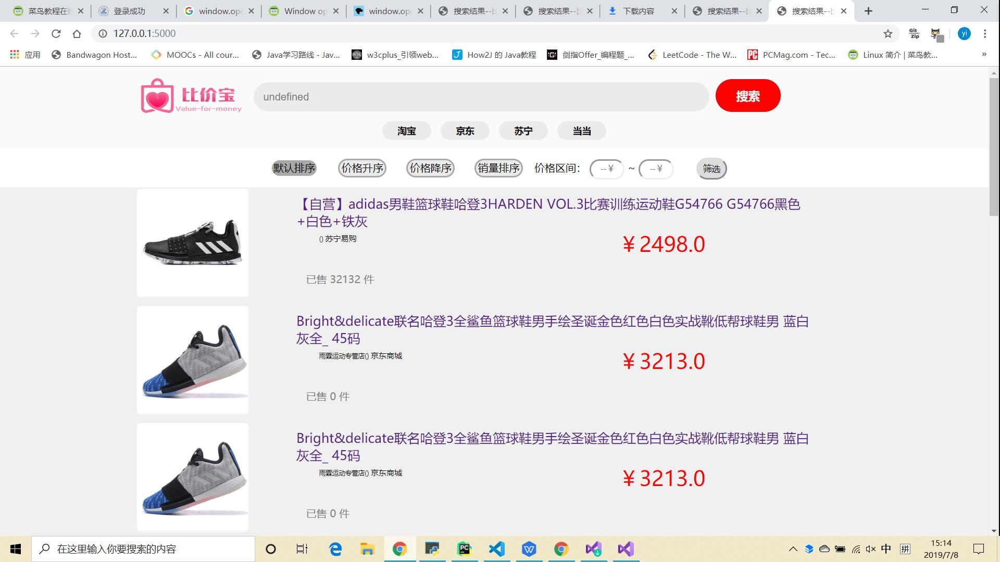 菜鸟教程在线
登录成功
window.ope
Window op
window.ope
搜索结果--比
搜索结果--比
下载内容
搜索结果--比
搜索结果--比
127.0.0.1:5000
Git Zip
yi
应用
Bandwagon Host...
MOOCs - All cour...
Java学习路线 - Jav...
w3cplus_引领web...
How2J 的 Java教程
剑指Offer_编程题_...
LeetCode - The W...
PCMag.com - Tec...
Linux 简介 | 菜鸟教...
»
比价宝
Value-for-money
undefined
搜索
淘宝
京东
苏宁
当当
默认排序
价格升序
价格降序
销量排序
价格区间：
--￥ ~ --￥
筛选
【自营】adidas男鞋篮球鞋哈登3HARDEN VOL.3比赛训练运动鞋G54766 G54766黑色
+白色+铁灰
() 苏宁易购
￥2498.0
已售 32132 件
Bright&delicate联名哈登3全鲨鱼篮球鞋男手绘圣诞金色红色白色实战靴低帮球鞋男 蓝白
灰全_ 45码
雨霖运动专营店() 京东商城
￥3213.0
已售 0 件
Bright&delicate联名哈登3全鲨鱼篮球鞋男手绘圣诞金色红色白色实战靴低帮球鞋男 蓝白
灰全_ 45码
雨霖运动专营店() 京东商城
￥3213.0
已售 0 件
在这里输入你要搜索的内容
中
拼
15:14
2019/7/8